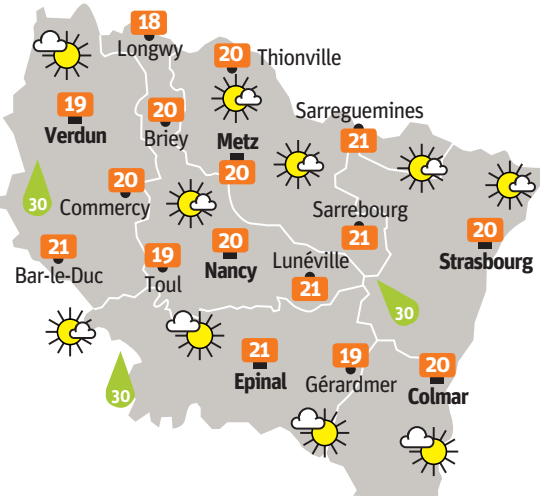 18
Longwy
20
Thionville
19
Verdun
20
Briey
Metz
20
Sarreguemines
21
30
20
Commercy
Sarrebourg
21
20
Strasbourg
21
Bar-le-Duc
19
Toul
20
Nancy
Lunéville
21
30
30
21
Epinal
19
Gérardmer
20
Colmar